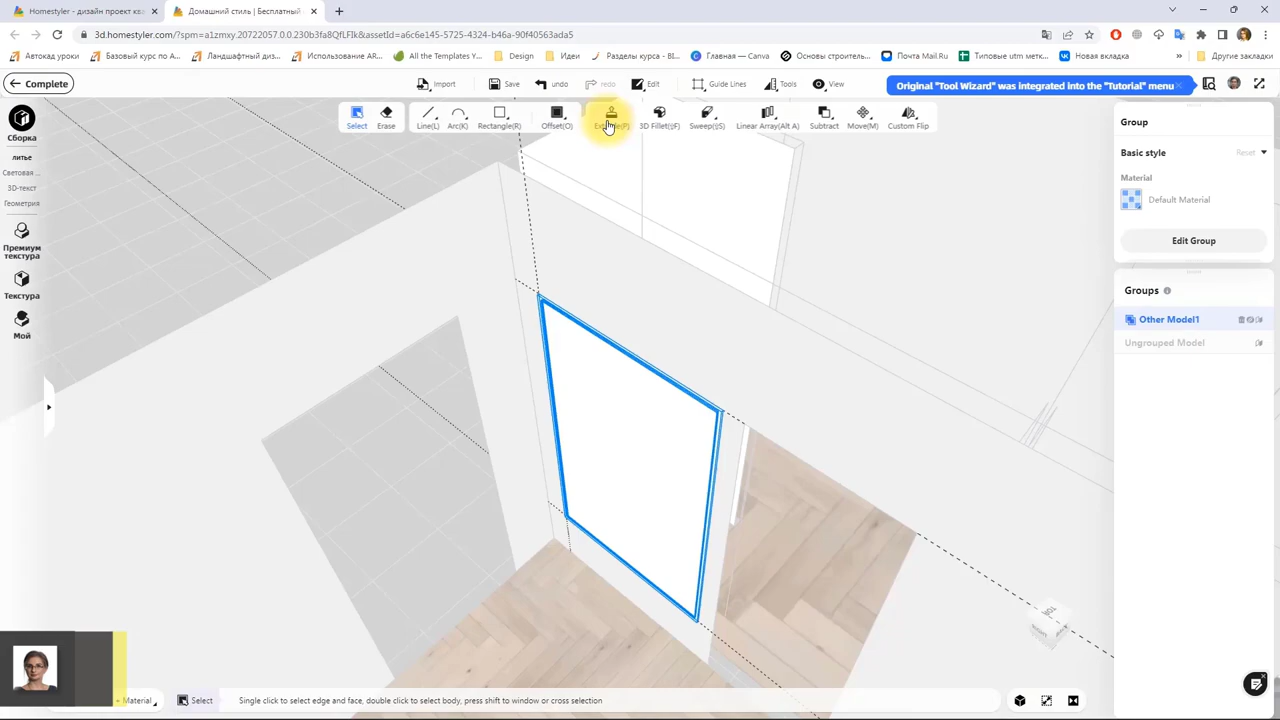 Homestyler - дизайн проект ква
Домашний стиль | Бесплатный
3d.homestyler.com/?spm=a1zmxy.20722057.0.0.230b3fa8QfLFJk&assetId=a6c6e145-5725-4324-b46a-90f40563ada5
Автокад уроки
Базовый курс по А...
Ландшафтный диз...
Использование AR...
the Templates Y...
Design
Идеи
Разделы курса - Bl...
Главная — Canva
Основы строитель...
Почта Mail.Ru
Типовые utm метк...
Новая вкладка
Другие закладки
Complete
Import
Save
undo
redo
Edit
Guide Lines
Tools
View
Original "Tool Wizard" was integrated into the "Tutorial" menu
Select
Erase
Line(L)
Arc(K)
Rectangle(R)
Offset(O)
3D Fillet(⇧F)
Sweep(⇧S)
Linear Array(Alt A)
Subtract
Move(M)
Custom Flip
Сборка
литье
Световая ...
3D-текст
Геометрия
Премиум
текстура
Текстура
Мой
Group
Basic style
Reset
Material
Default Material
Edit Group
Groups
Other Model1
Ungrouped Model
TOP
+ Material
Select
Single click to select edge and face, double click to select body, press shift to window or cross selection